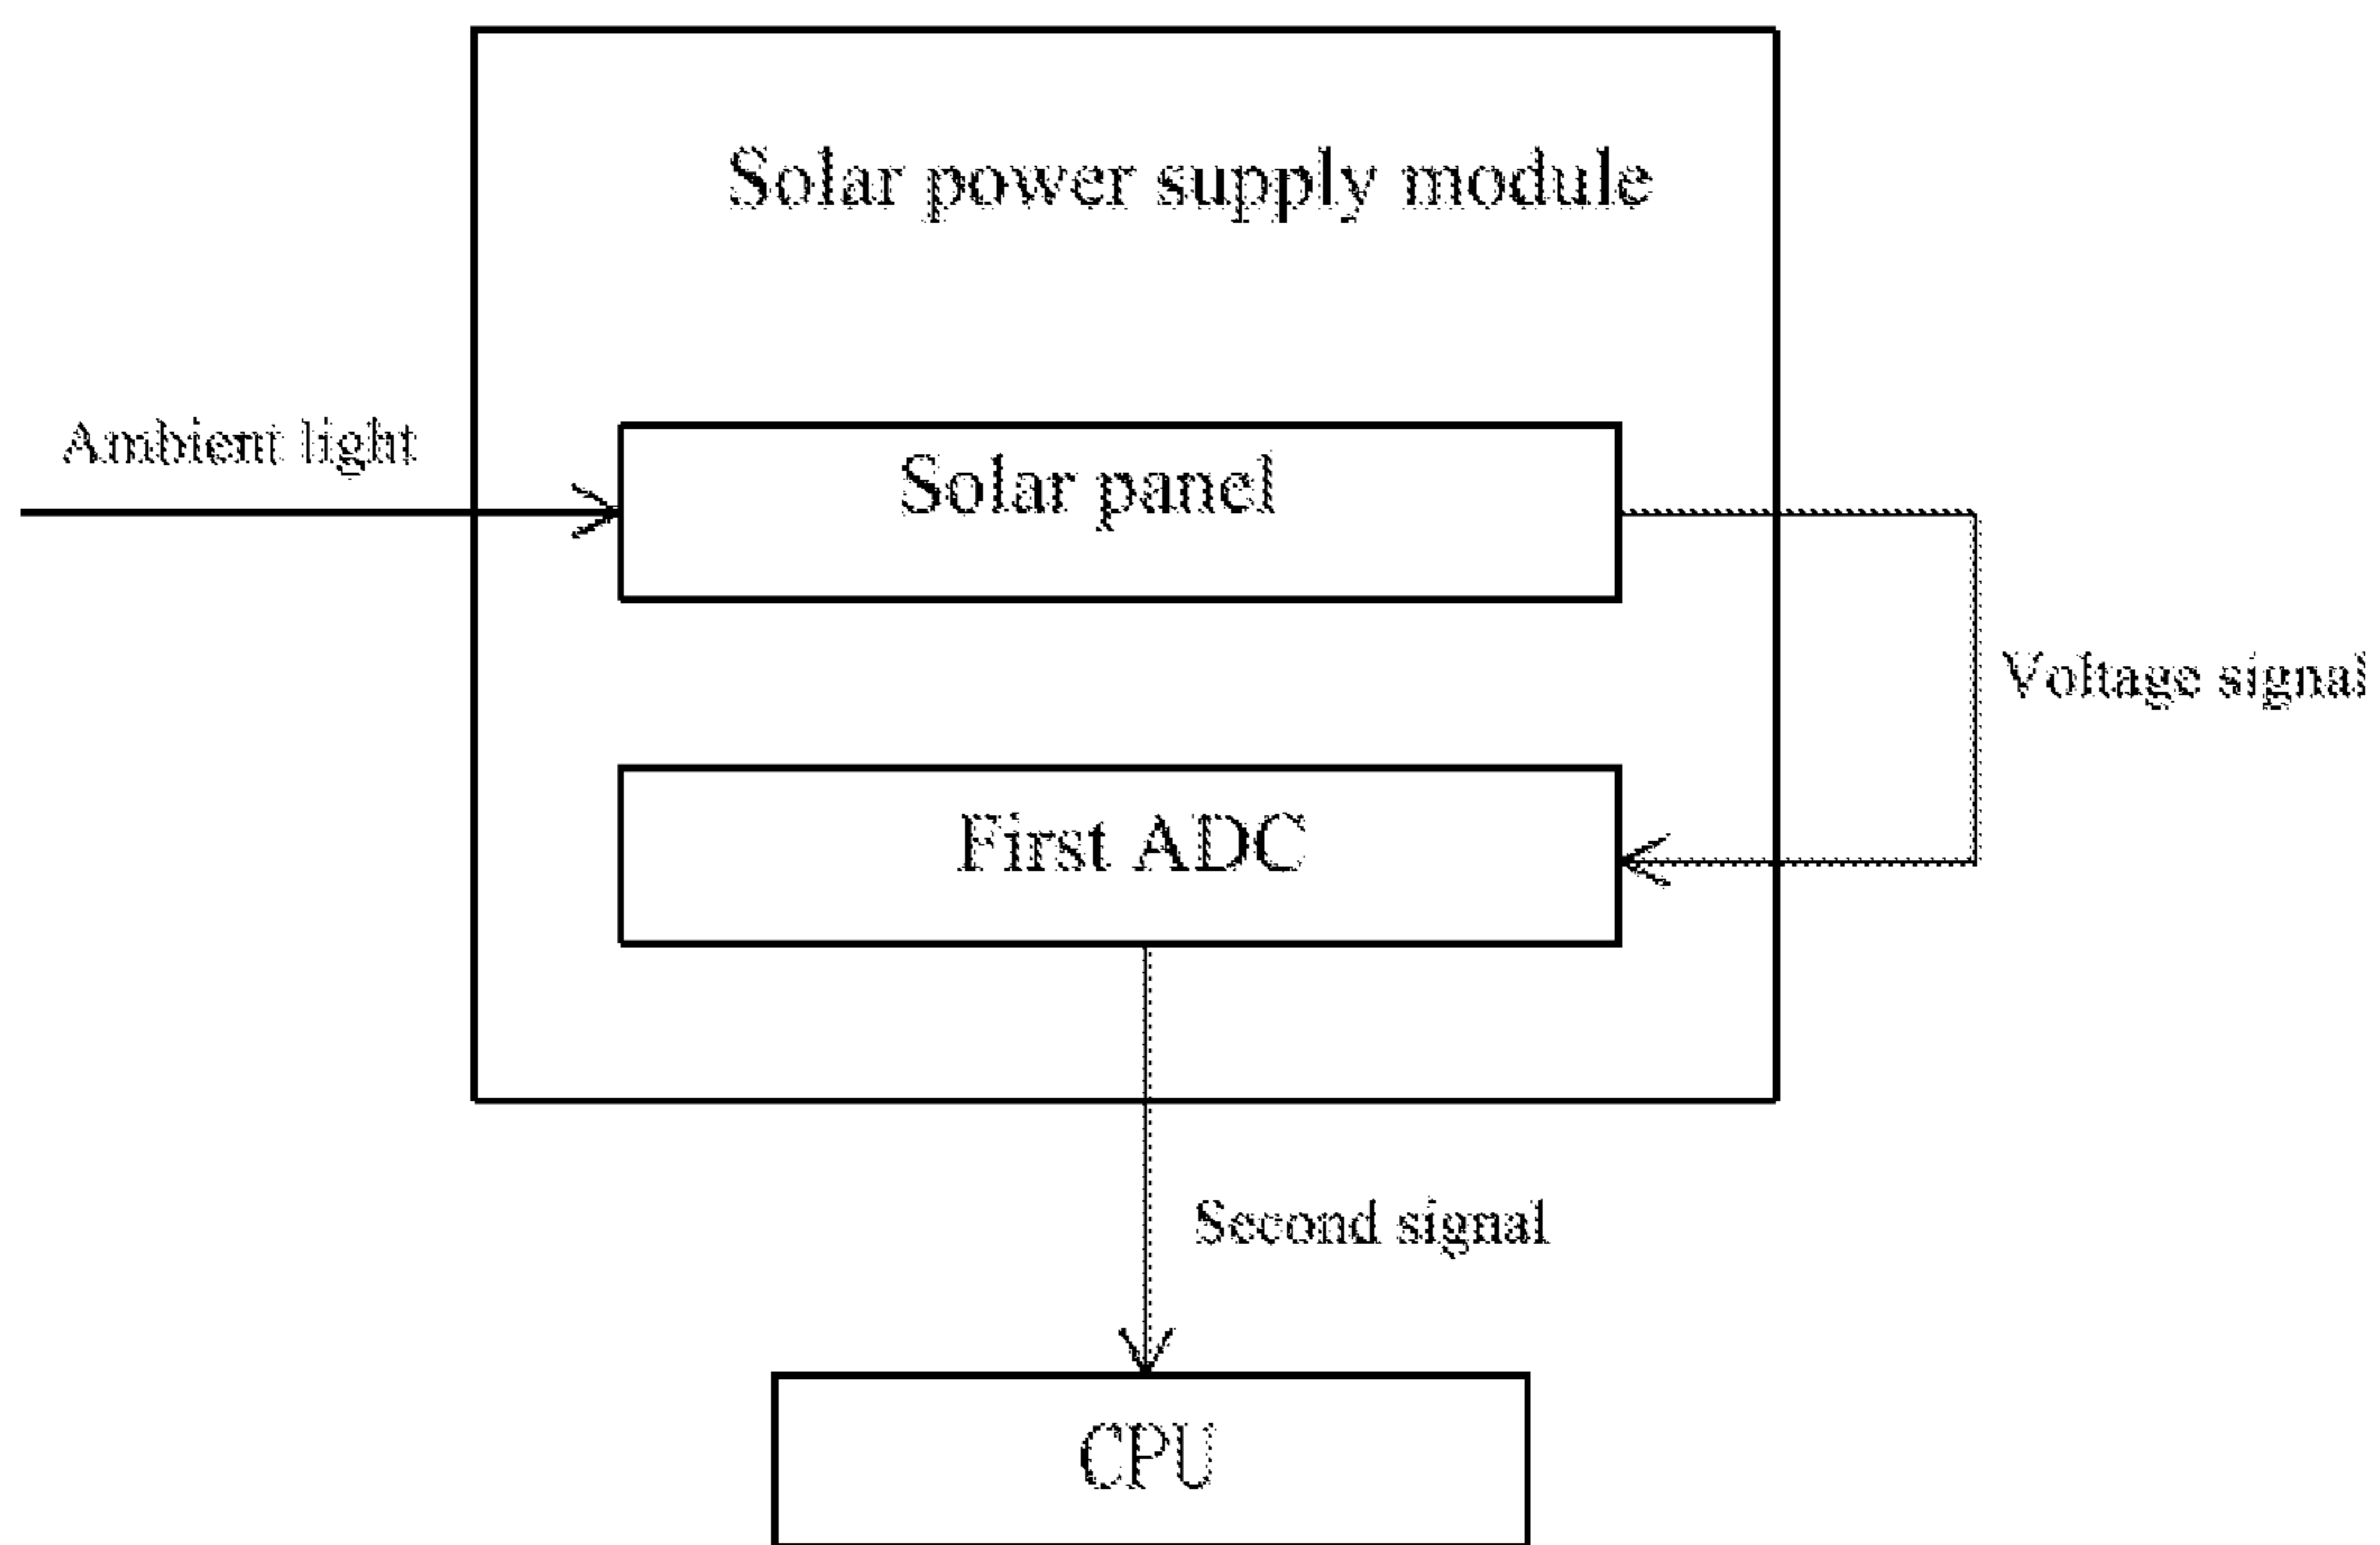 Solar power supply module
Ambient light
Solar panel
Voltage signal
First ADC
Second signal
CPU